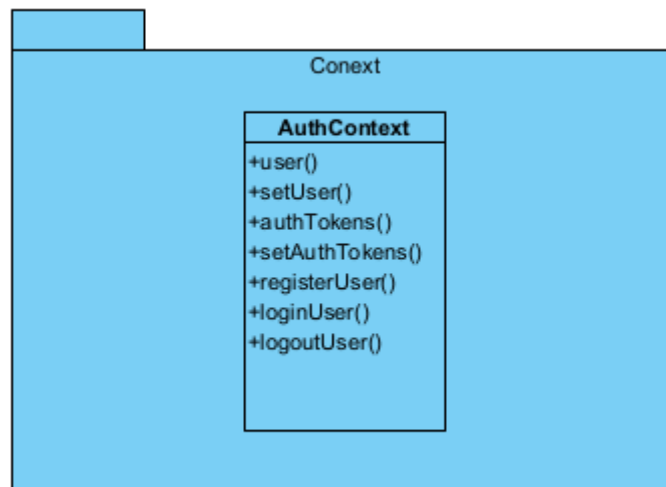 Conext
AuthContext
+user()
+setUser()
+authTokens()
+setAuthTokens()
+registerUser()
+loginUser()
+logoutUser()